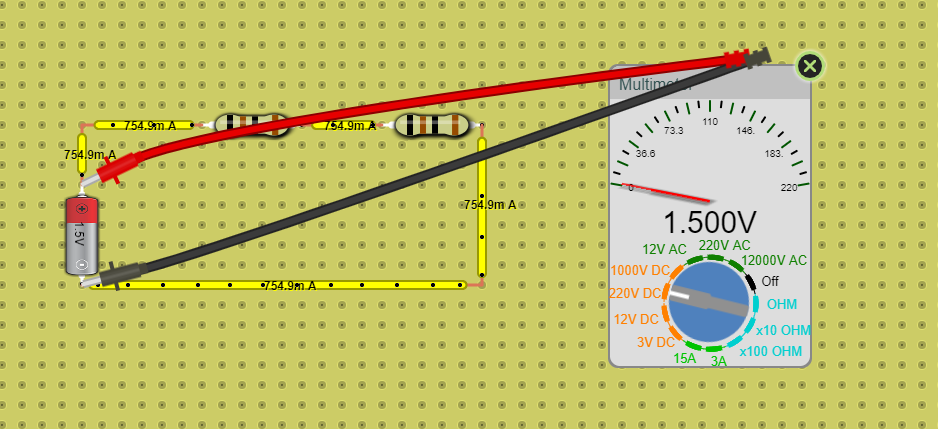 Multimet
110
73.3
146.
36.6
183.
0
220
754.9m A
754.9m A
754.9m A
754.9m A
1.5V
754.9m A
1.500V
220V AC
12V AC
12000V AC
1000V DC
Off
220V DC
OHM
12V DC
x10 OHM
3V DC
x100 OHM
15A
3A